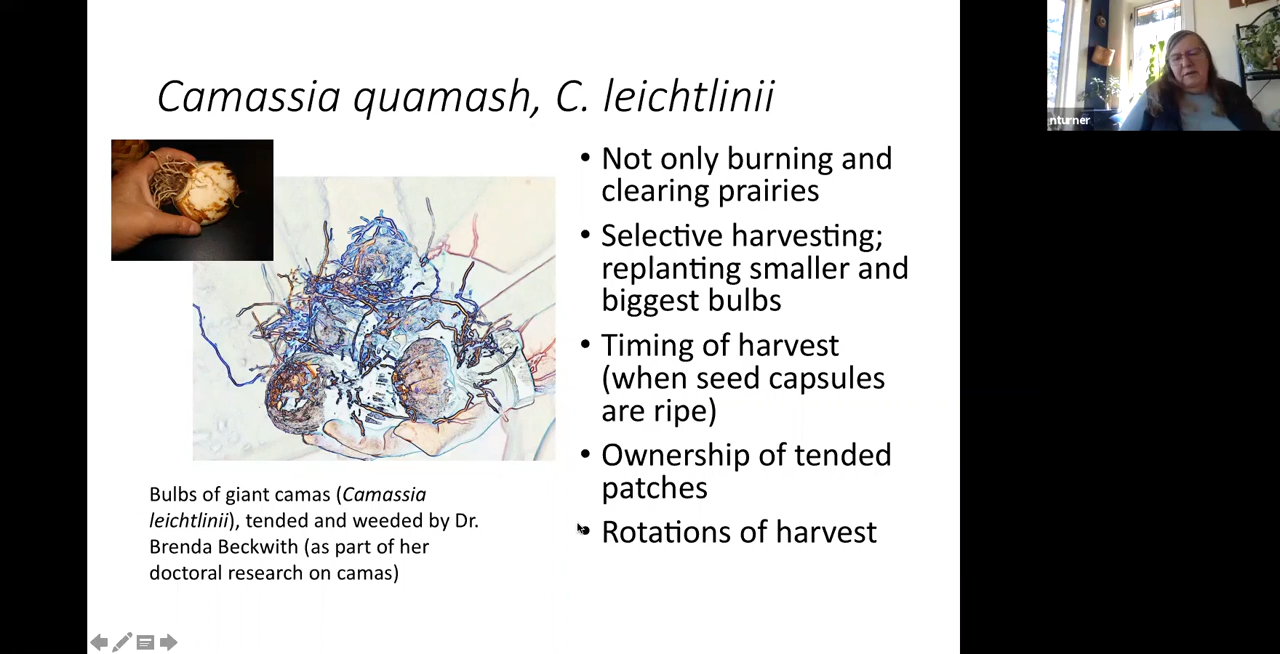 Camassia quamash, C. leichtlinii
• Not only burning and
clearing prairies
• Selective harvesting;
replanting smaller and
biggest bulbs
• Timing of harvest
(when seed capsules
are ripe)
• Ownership of tended
patches
• Rotations of harvest
Bulbs of giant camas (Camassia
leichtlinii), tended and weeded by Dr.
Brenda Beckwith (as part of her
doctoral research on camas)
nturner